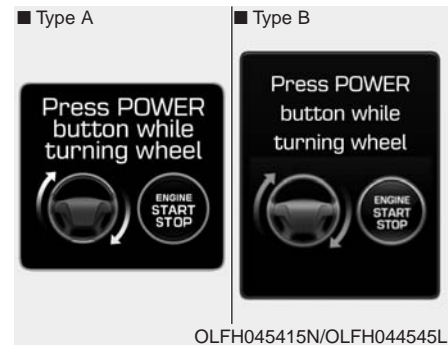 ■ Type A
Press POWER
button while
turning wheel
ENGINE
START
STOP
■ Type B
Press POWER
button while
turning wheel
ENGINE
START
STOP
OLFH045415N/OLFH044545L